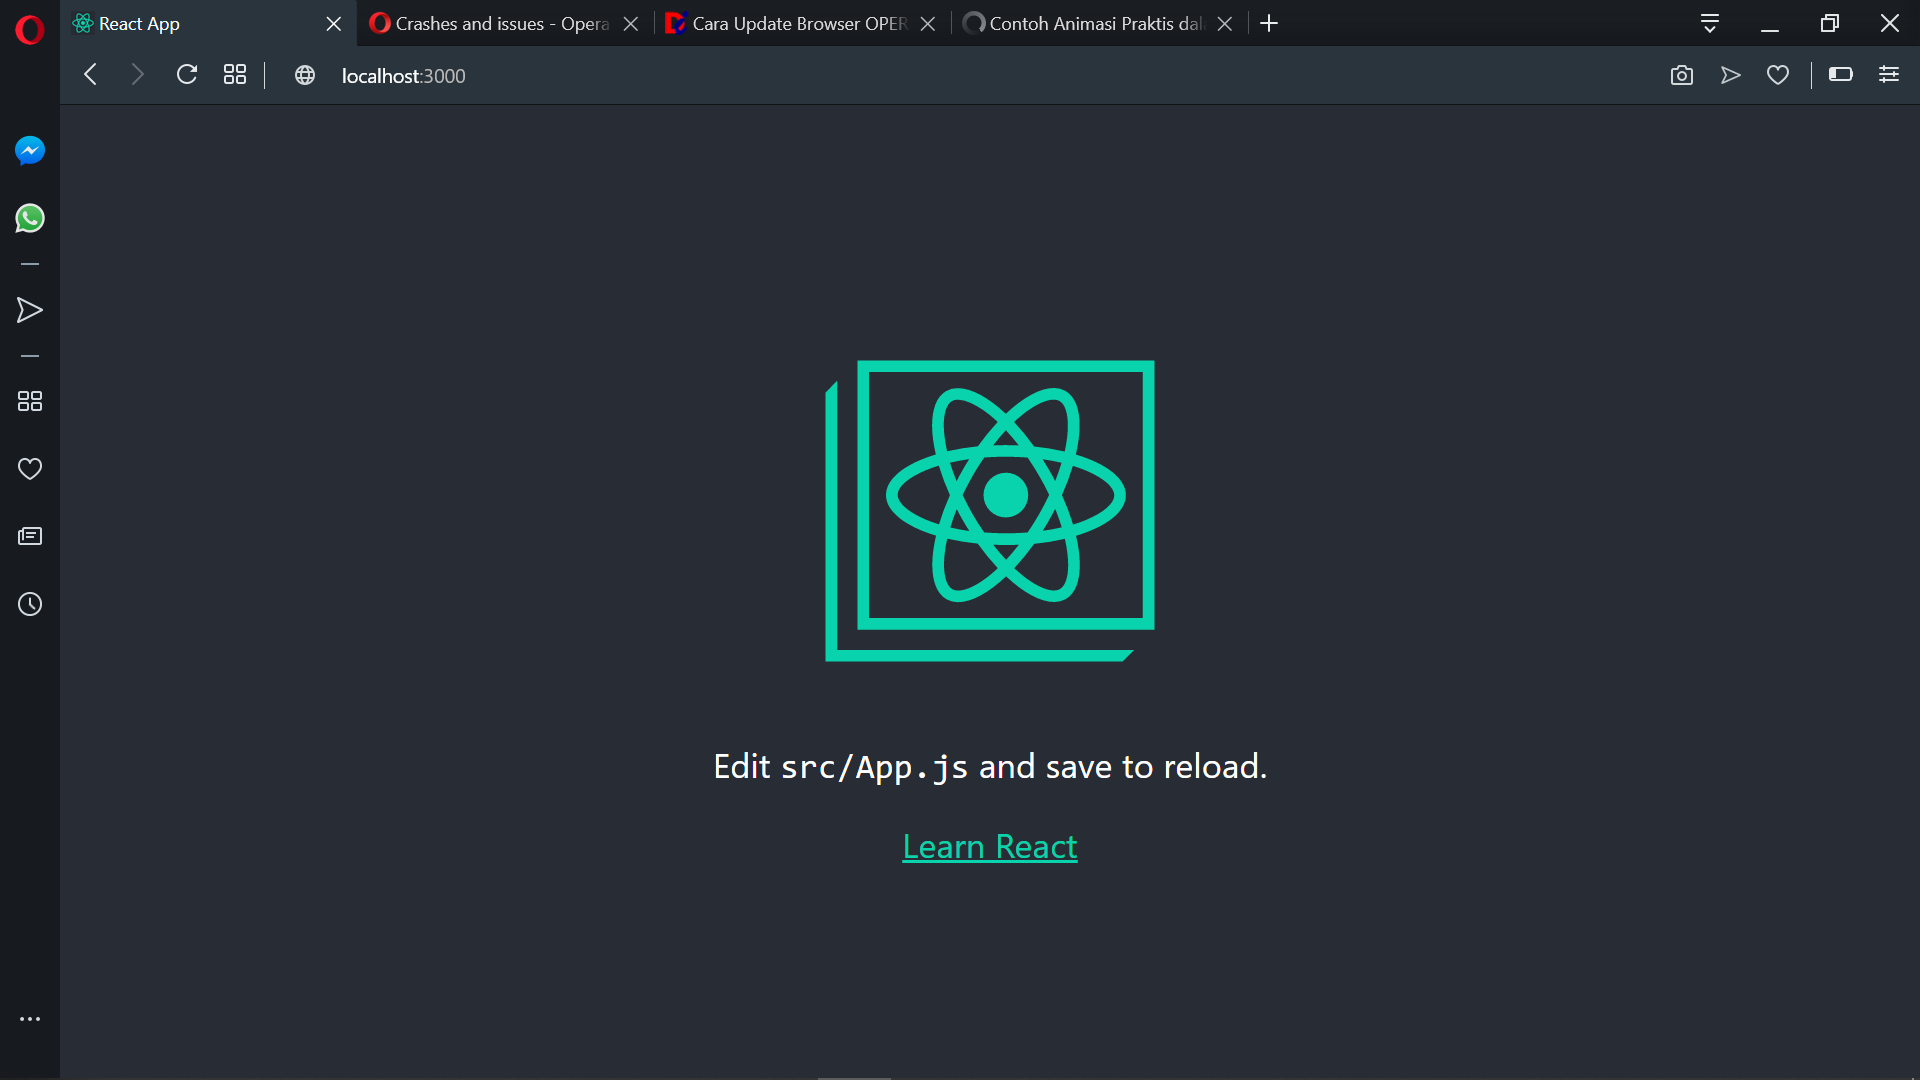 React App
Crashes and issues - Opera
Cara Update Browser OPER
Contoh Animasi Praktis dal
localhost:3000
Edit src/App.js and save to reload.
Learn React